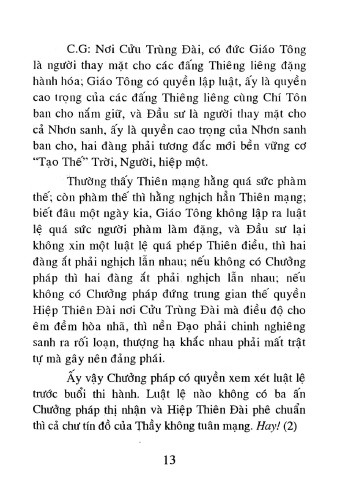 C.G: Nơi Cửu Trùng Đài, có đức Giáo Tông
là người thay mặt cho các đấng Thiêng liêng đặng
hành hóa; Giáo Tông có quyền lập luật, ấy là quyền
cao trọng của các đấng Thiêng liêng cùng Chí Tôn
ban cho nắm giữ, và Đầu sư là người thay mặt cho
cả Nhơn sanh, ấy là quyền cao trọng của Nhơn sanh
ban cho, hai đàng phải tương đắc mới bền vững cơ
“Tạo Thế” Trời, Người, hiệp một.
Thường thấy Thiên mạng hằng quá sức phàm
thế; còn phàm thế thì hằng nghịch hẳn Thiên mạng;
biết đâu một ngày kia, Giáo Tông không lập ra luật
lệ quá sức người phàm làm đặng, và Đầu sư lại
không xin một luật lệ quá phép Thiên điều, thì hai
đàng ắt phải nghịch lẫn nhau; nếu không có Chưởng
pháp thì hai đàng ắt phải nghịch lẫn nhau; nếu
không có Chưởng pháp đứng trung gian thế quyền
Hiệp Thiên Đài nơi Cửu Trùng Đài mà điều độ cho
êm đềm hòa nhã, thì nền Đạo phải chinh nghiêng
sanh ra rối loạn, thượng hạ khắc nhau phải mất trật
tự mà gây nên đảng phái.
Ấy vậy Chưởng pháp có quyền xem xét luật lệ
trước buổi thi hành. Luật lệ nào không có ba ấn
Chưởng pháp thị nhận và Hiệp Thiên Đài phê chuẩn
thì cả chư tín đồ của Thầy không tuân mạng. Hay! (2)
13